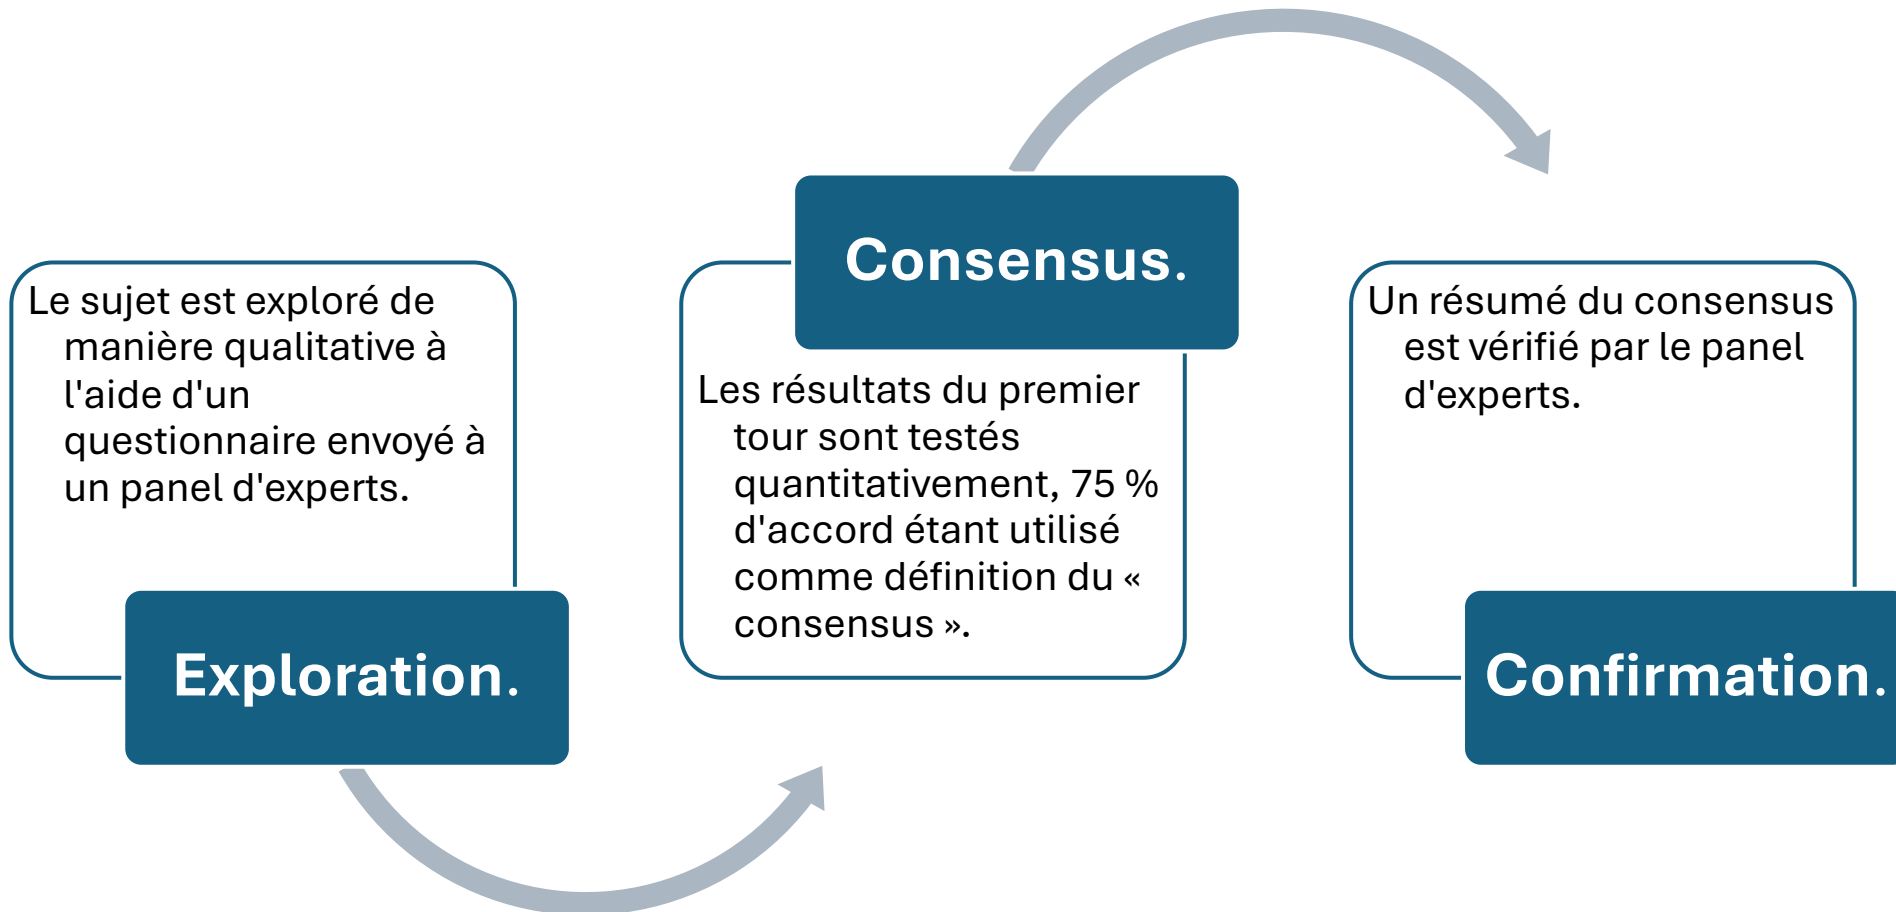 Le sujet est exploré de
manière qualitative à
l'aide d'un
questionnaire envoyé à
un panel d'experts.
Exploration.
Consensus.
Les résultats du premier
tour sont testés
quantitativement, 75 %
d'accord étant utilisé
comme définition du «
consensus ».
Un résumé du consensus
est vérifié par le panel
d'experts.
Confirmation.